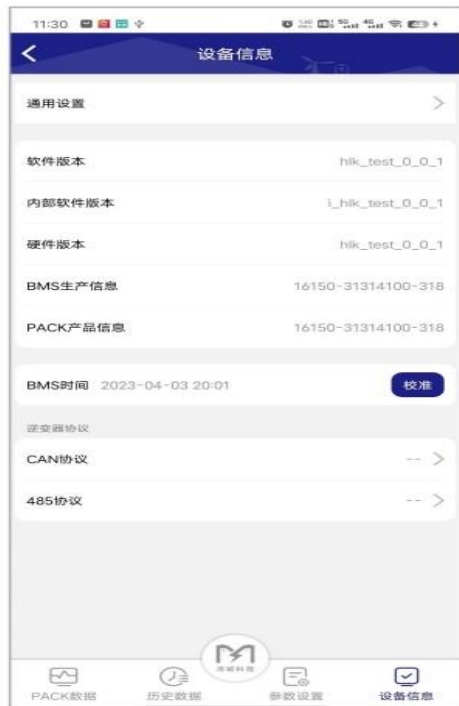 11:30
设备信息
通用设置
软件版本 hlk_test_0_0_1
内部软件版本 i_hlk_test_0_0_1
硬件版本 hlk_test_0_0_1
BMS生产信息 16150-31314100-318
PACK产品信息 16150-31314100-318
BMS时间 2023-04-03 20:01 校准
逆变器协议
CAN协议 -- >
485协议 -- >
PACK数据 历史数据 参数设置 设备信息